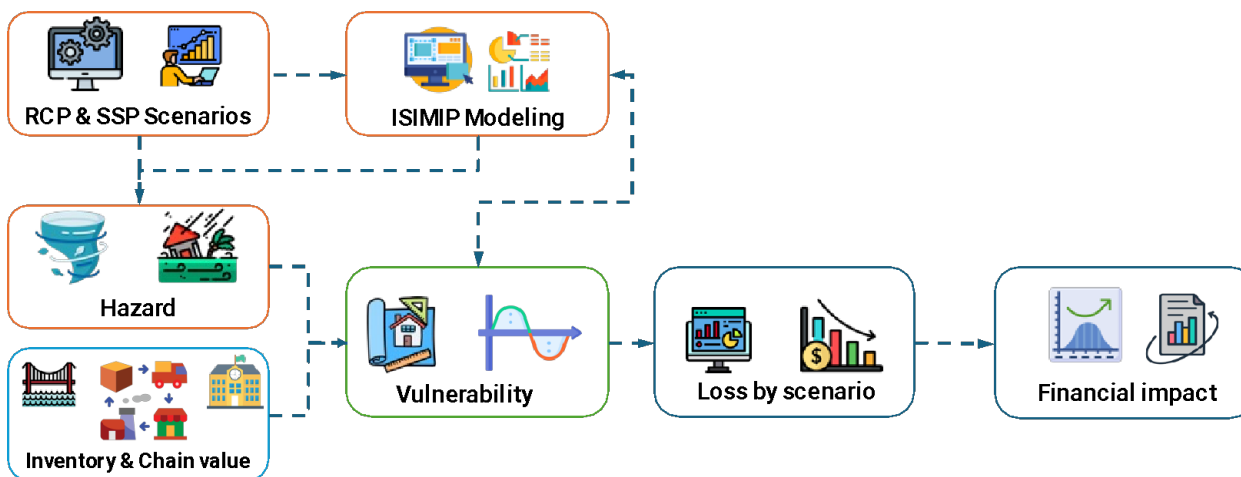 RCP & SSP Scenarios
ISIMIP Modeling
Hazard
Inventory & Chain value
Vulnerability
$
Loss by scenario
Financial impact